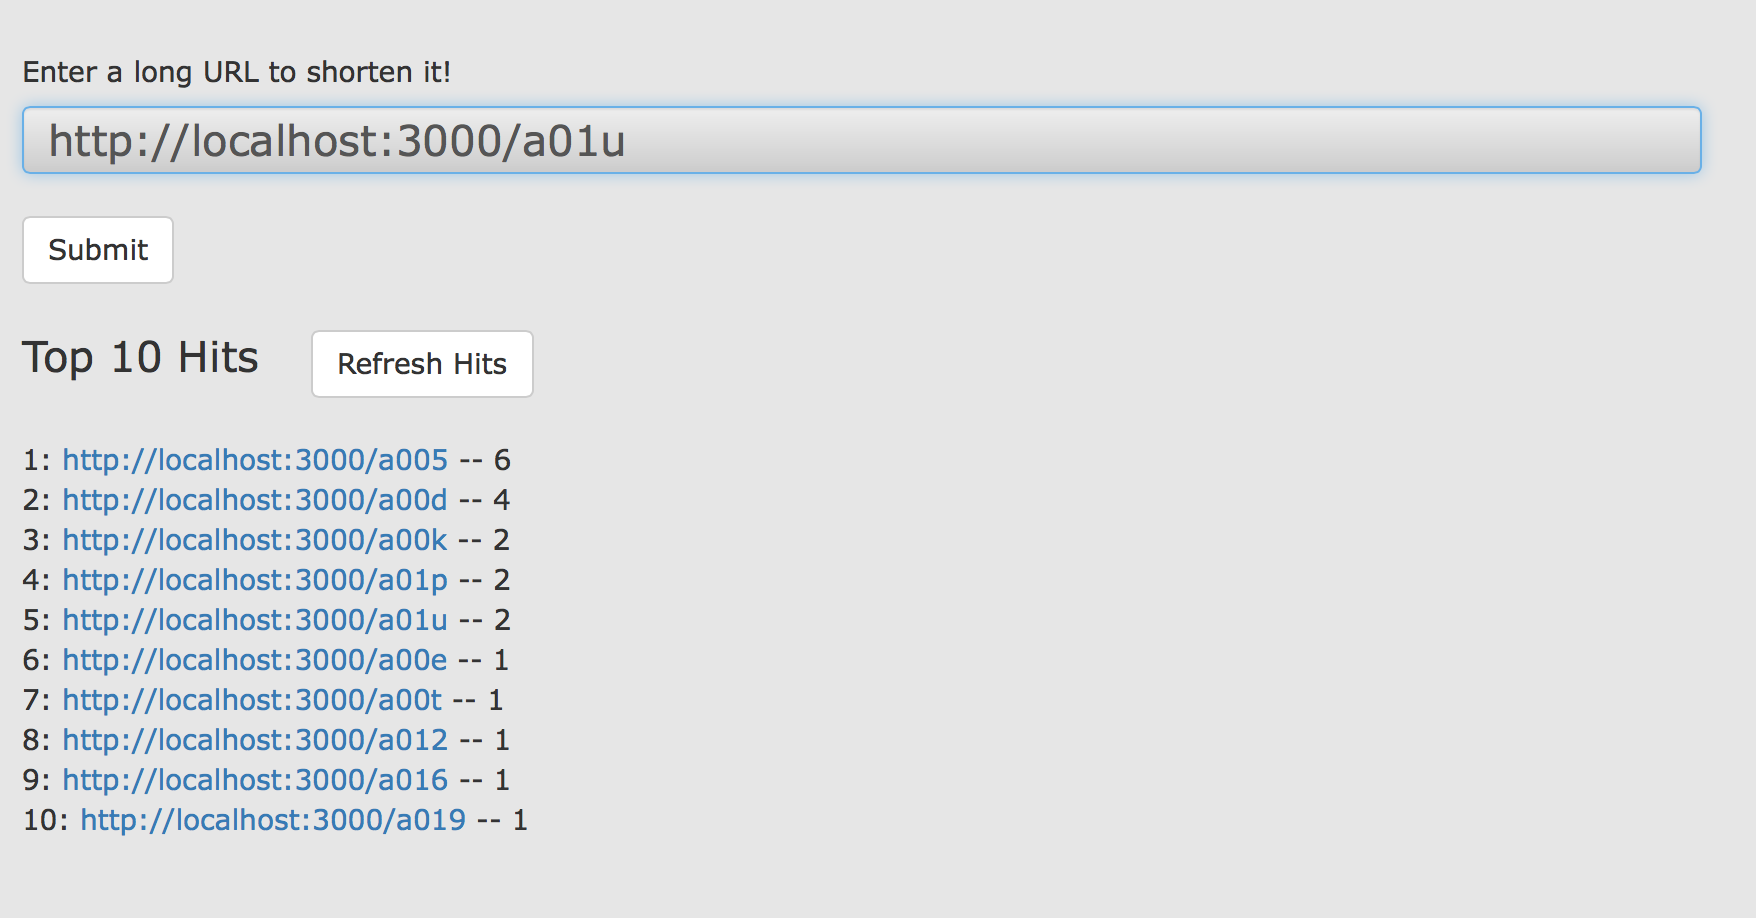 Enter a long URL to shorten it!
http://localhost:3000/a01u
Submit
Top 10 Hits Refresh Hits
1: http://localhost:3000/a005 -- 6
2: http://localhost:3000/a00d -- 4
3: http://localhost:3000/a00k -- 2
4: http://localhost:3000/a01p -- 2
5: http://localhost:3000/a01u -- 2
6: http://localhost:3000/a00e -- 1
7: http://localhost:3000/a00t -- 1
8: http://localhost:3000/a012 -- 1
9: http://localhost:3000/a016 -- 1
10: http://localhost:3000/a019 -- 1